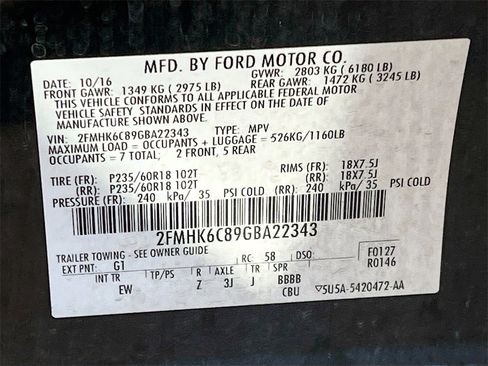 MFD. BY FORD MOTOR CO.
DATE: 10/16 GVWR: 2803 KG ( 6180 LB)
FRONT GAWR: 1349 KG ( 2975 LB) REAR GAWR: 1472 KG ( 3245 LB)
THIS VEHICLE CONFORMS TO ALL APPLICABLE FEDERAL MOTOR
VEHICLE SAFETY STANDARDS IN EFFECT ON THE DATE OF
MANUFACTURE SHOWN ABOVE.
VIN: 2FMHK6C89GBA22343 TYPE: MPV
MAXIMUM LOAD = OCCUPANTS + LUGGAGE = 526KG/1160LB
OCCUPANTS = 7 TOTAL; 2 FRONT, 5 REAR
TIRE (FR): P235/60R18 102T RIMS (FR): 18X7.5J
(RR): P235/60R18 102T (RR): 18X7.5J
PRESSURE (FR): 240 kPa/ 35 PSI COLD (RR): 240 kPa/ 35 PSI COLD
2FMHK6C89GBA22343
TRAILER TOWING - SEE OWNER GUIDE
EXT PNT: G1 RC: 58 DSO: F0127
R0146
INT TR TP/PS R AXLE TR SPR
EW Z 3J J BBBB
CBU 5U5A-5420472-AA